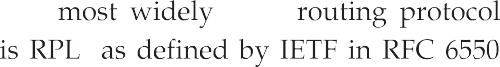 most widely routing protocol
is RPL as defined by IETF in RFC 6550